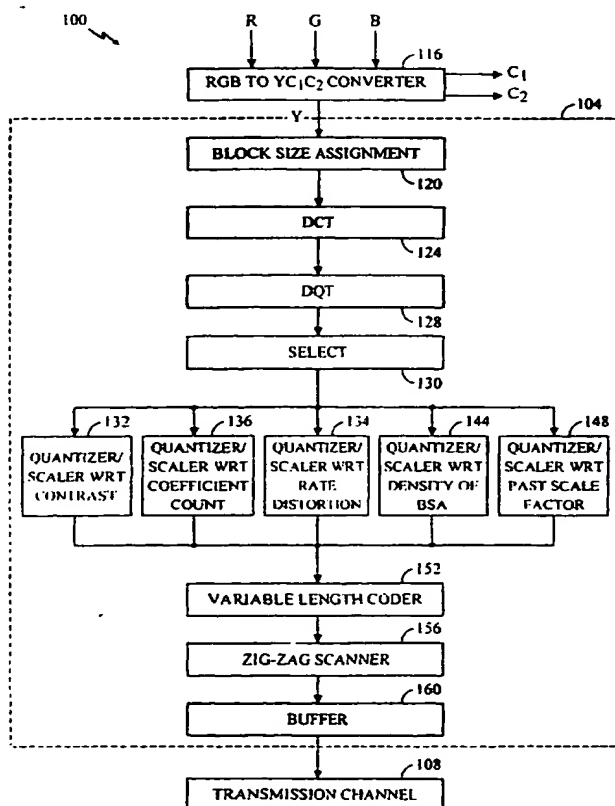 100
R G B
116
RGB TO YC1C2 CONVERTER
C1
C2
Y
104
BLOCK SIZE ASSIGNMENT
120
DCT
124
DQT
128
SELECT
130
132
QUANTIZER/
SCALER WRT
CONTRAST
136
QUANTIZER/
SCALER WRT
COEFFICIENT
COUNT
134
QUANTIZER/
SCALER WRT
RATE
DISTORTION
144
QUANTIZER/
SCALER WRT
DENSITY OF
BSA
148
QUANTIZER/
SCALER WRT
PAST SCALE
FACTOR
152
VARIABLE LENGTH CODER
156
ZIG-ZAG SCANNER
160
BUFFER
108
TRANSMISSION CHANNEL